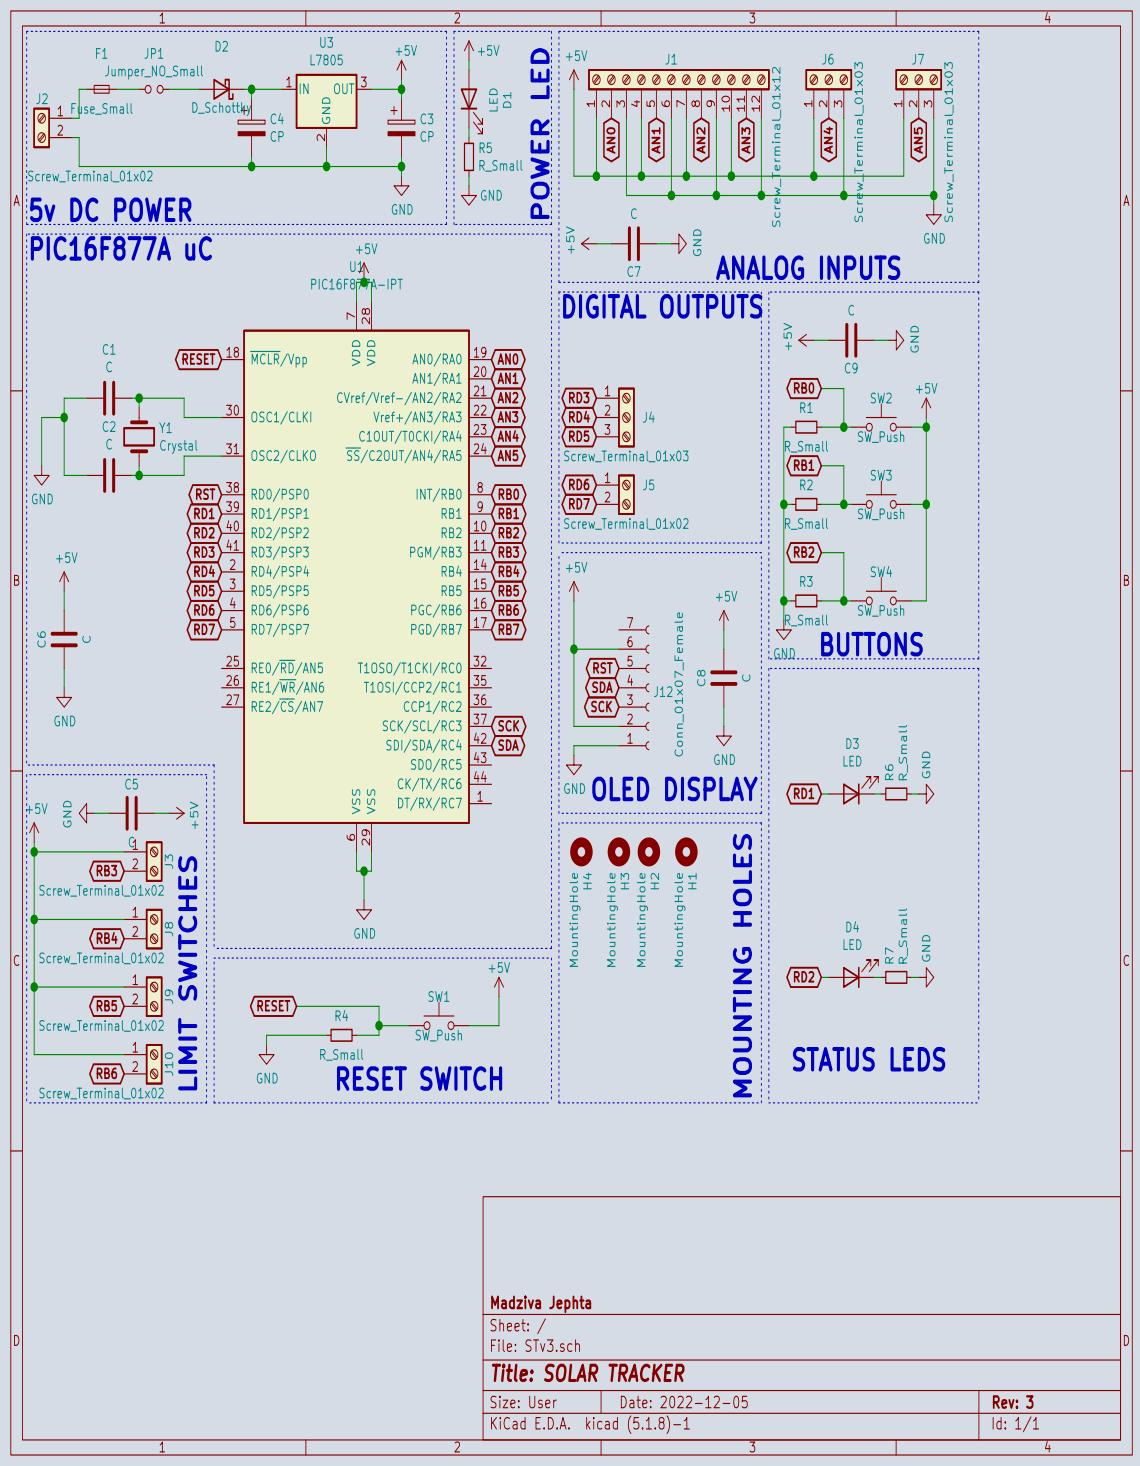 1 2 3 4
F1
JP1
D2
U3
L7805
+5V
Jumper_NO_Small
J2
Fuse_Small
D_Schottky
1
2
1
IN
OUT
3
GND
2
+
C4
CP
+
C3
CP
Screw_Terminal_01x02
GND
5v DC POWER
+5V
LED
D1
R5
R_Small
GND
POWER LED
+5V
J1
J6
J7
1 2 3 4 5 6 7 8 9 10 11 12
1 2 3
1 2 3
AN0
AN1
AN2
AN3
AN4
AN5
Screw_Terminal_01x12
Screw_Terminal_01x03
Screw_Terminal_01x03
GND
+5V
C
C7
GND
ANALOG INPUTS
A
A
PIC16F877A uC
+5V
U1
PIC16F877A-IPT
7
28
VDD
VDD
RESET 18 MCLR/Vpp
30 OSC1/CLKI
31 OSC2/CLKO
RST 38 RD0/PSP0
RD1 39 RD1/PSP1
RD2 40 RD2/PSP2
RD3 41 RD3/PSP3
RD4 2 RD4/PSP4
RD5 3 RD5/PSP5
RD6 4 RD6/PSP6
RD7 5 RD7/PSP7
25 RE0/RD/AN5
26 RE1/WR/AN6
27 RE2/CS/AN7
AN0/RA0 19 AN0
AN1/RA1 20 AN1
CVref/Vref-/AN2/RA2 21 AN2
Vref+/AN3/RA3 22 AN3
C1OUT/T0CKI/RA4 23 AN4
SS/C2OUT/AN4/RA5 24 AN5
INT/RB0 8 RB0
RB1 9 RB1
RB2 10 RB2
PGM/RB3 11 RB3
RB4 14 RB4
RB5 15 RB5
PGC/RB6 16 RB6
PGD/RB7 17 RB7
T1OSO/T1CKI/RC0 32
T1OSI/CCP2/RC1 35
CCP1/RC2 36
SCK/SCL/RC3 37 SCK
SDI/SDA/RC4 42 SDA
SDO/RC5 43
CK/TX/RC6 44
DT/RX/RC7 1
VSS
VSS
6
29
GND
C1
C
C2
C
Y1
Crystal
GND
+5V
C6
C
GND
DIGITAL OUTPUTS
RD3 1
RD4 2
RD5 3
J4
Screw_Terminal_01x03
RD6 1
RD7 2
J5
Screw_Terminal_01x02
+5V
C
C9
GND
RB0
R1
R_Small
SW2
SW_Push
+5V
RB1
R2
R_Small
SW3
SW_Push
RB2
R3
R_Small
SW4
SW_Push
GND
BUTTONS
B
B
+5V
7
6
RST 5
SDA 4
SCK 3
2
1
J12
Conn_01x07_Female
+5V
C8
C
GND
GND
OLED DISPLAY
D3
LED
RD1
R6
R_Small
GND
D4
LED
RD2
R7
R_Small
GND
STATUS LEDS
+5V
GND
C5
C
+5V
1
RB3 2
J3
Screw_Terminal_01x02
1
RB4 2
J8
Screw_Terminal_01x02
1
RB5 2
J9
Screw_Terminal_01x02
1
RB6 2
J10
Screw_Terminal_01x02
LIMIT SWITCHES
MountingHole
H4
MountingHole
H3
MountingHole
H2
MountingHole
H1
MOUNTING HOLES
C
C
RESET
R4
R_Small
GND
SW1
SW_Push
+5V
RESET SWITCH
D
D
Madziva Jephta
Sheet: /
File: STv3.sch
Title: SOLAR TRACKER
Size: User Date: 2022-12-05 Rev: 3
KiCad E.D.A. kicad (5.1.8)-1 Id: 1/1
1 2 3 4